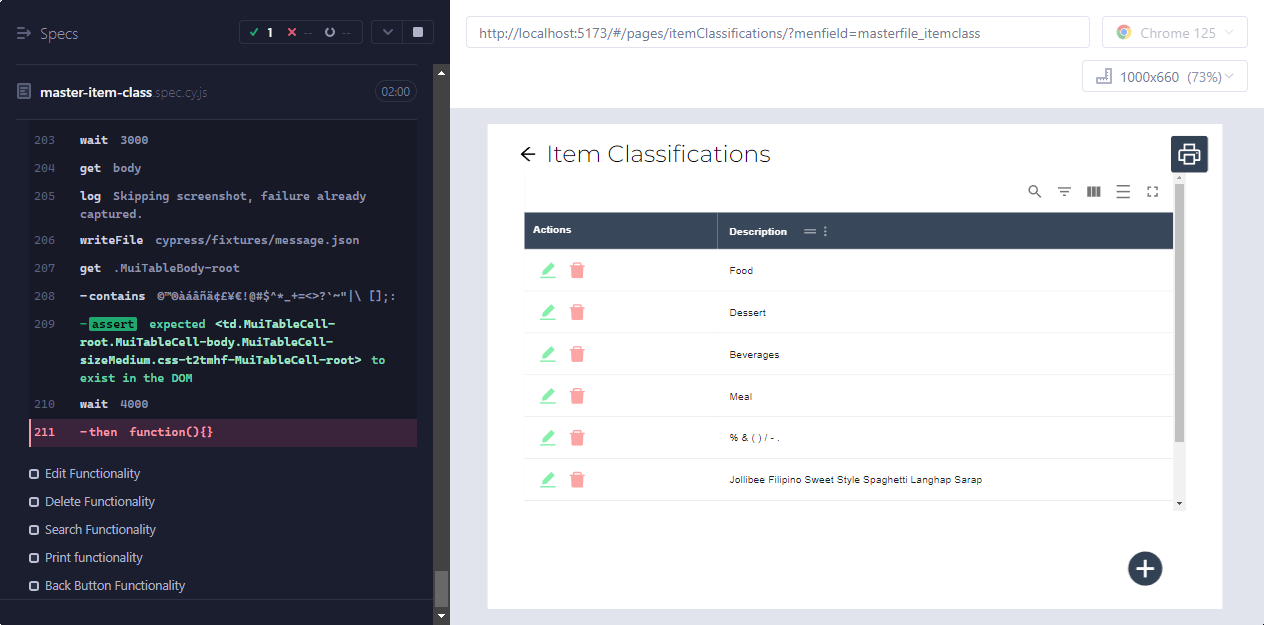 Specs
1 -- --
master-item-class.spec.cy.js 02:00
203 wait 3000
204 get body
205 log Skipping screenshot, failure already
captured.
206 writeFile cypress/fixtures/message.json
207 get .MuiTableBody-root
208 -contains ©™®àáâñä¢£¥€!@#$^*_+=<>?`~"|\ [];:
209 -assert expected <td.MuiTableCell-
root.MuiTableCell-body.MuiTableCell-
sizeMedium.css-t2tmhf-MuiTableCell-root> to
exist in the DOM
210 wait 4000
211 -then function(){}
Edit Functionality
Delete Functionality
Search Functionality
Print functionality
Back Button Functionality
http://localhost:5173/#/pages/itemClassifications/?menfield=masterfile_itemclass
Chrome 125
1000x660 (73%)
Item Classifications
Actions Description
Food
Dessert
Beverages
Meal
% & ( ) / - .
Jollibee Filipino Sweet Style Spaghetti Langhap Sarap